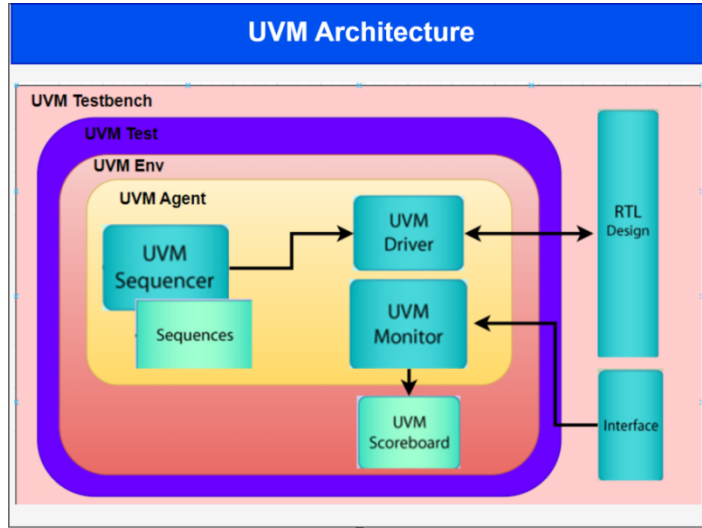 UVM Architecture
UVM Testbench
UVM Test
UVM Env
UVM Agent
UVM
Sequencer
Sequences
UVM
Driver
UVM
Monitor
UVM
Scoreboard
RTL
Design
Interface